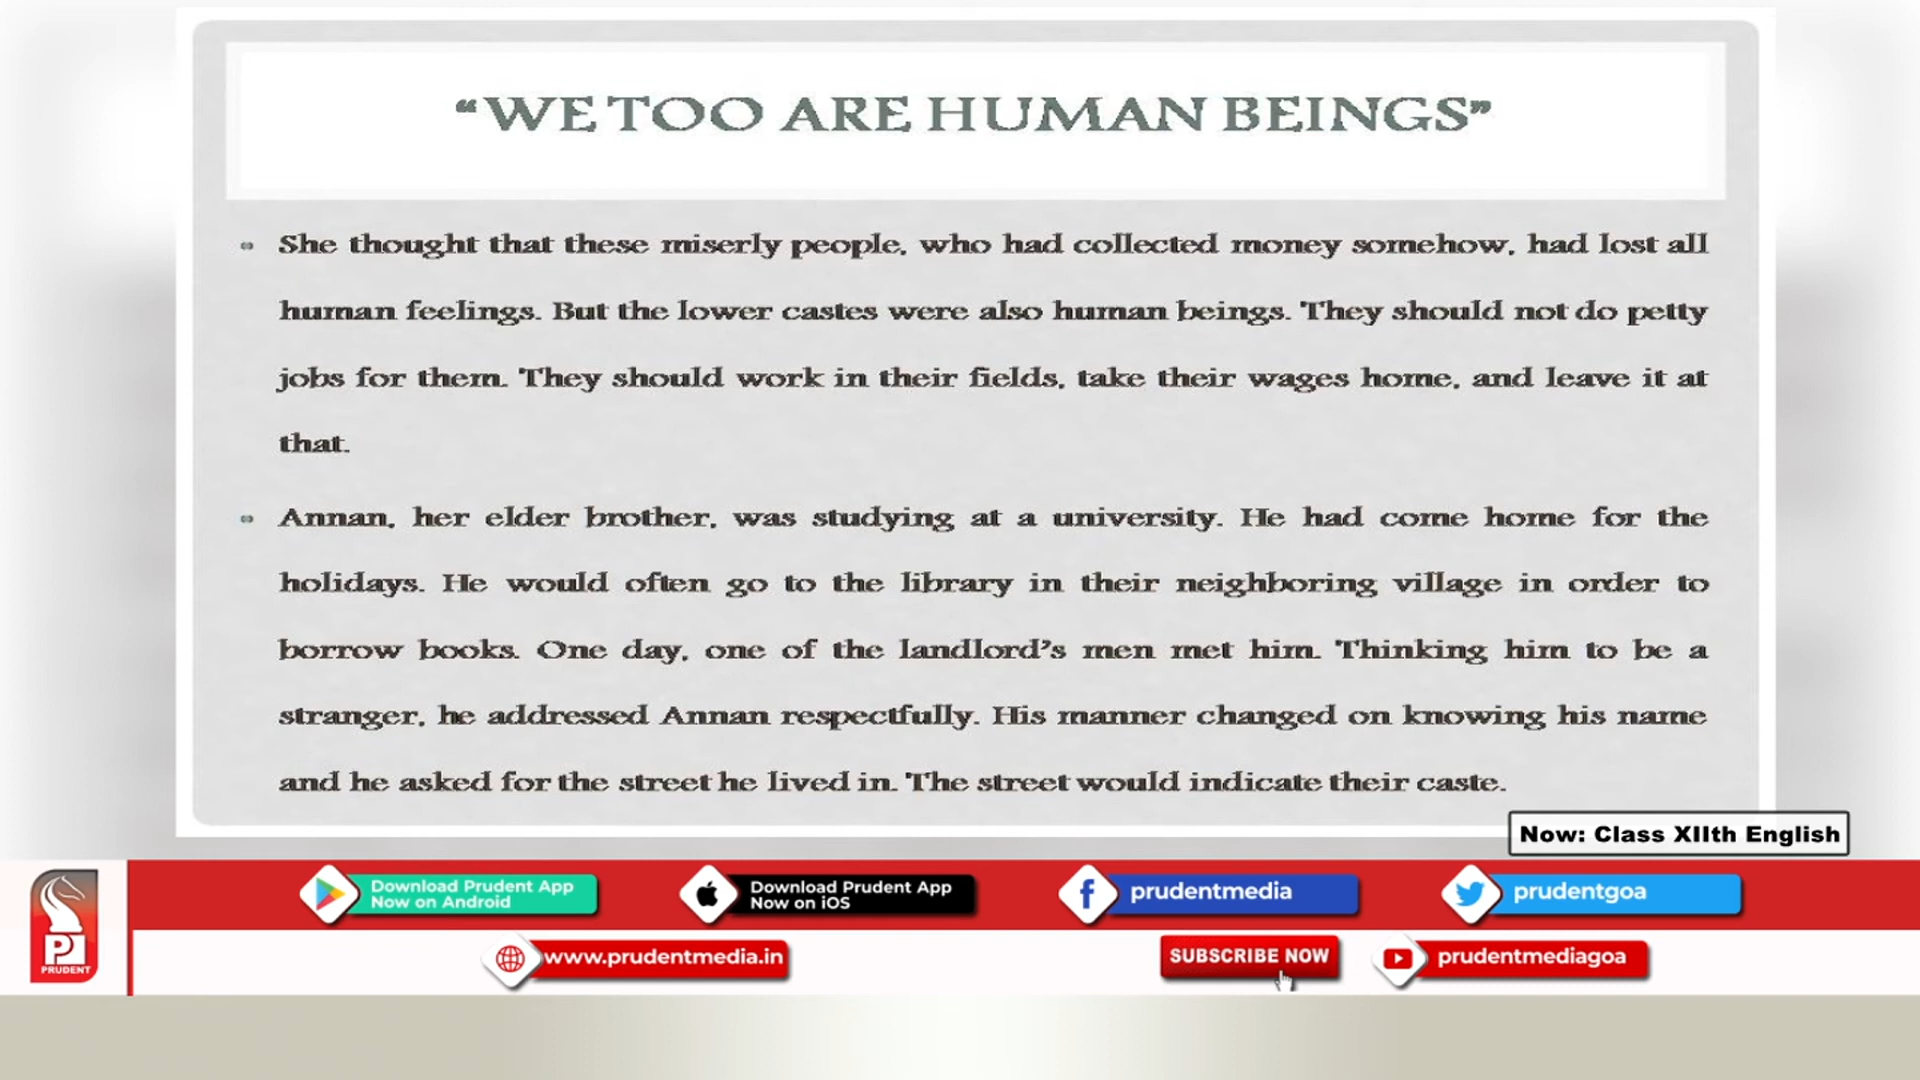 “WE TOO ARE HUMAN BEINGS”
She thought that these miserly people, who had collected money somehow, had lost all
human feelings. But the lower castes were also human beings. They should not do petty
jobs for them. They should work in their fields, take their wages home, and leave it at
that.
Annan, her elder brother, was studying at a university. He had come home for the
holidays. He would often go to the library in their neighboring village in order to
borrow books. One day, one of the landlord’s men met him. Thinking him to be a
stranger, he addressed Annan respectfully. His manner changed on knowing his name
and he asked for the street he lived in. The street would indicate their caste.
Now: Class XIIth English
Download Prudent App
Now on Android
Download Prudent App
Now on iOS
prudentmedia
prudentgoa
PRUDENT
www.prudentmedia.in
SUBSCRIBE NOW
prudentmediagoa